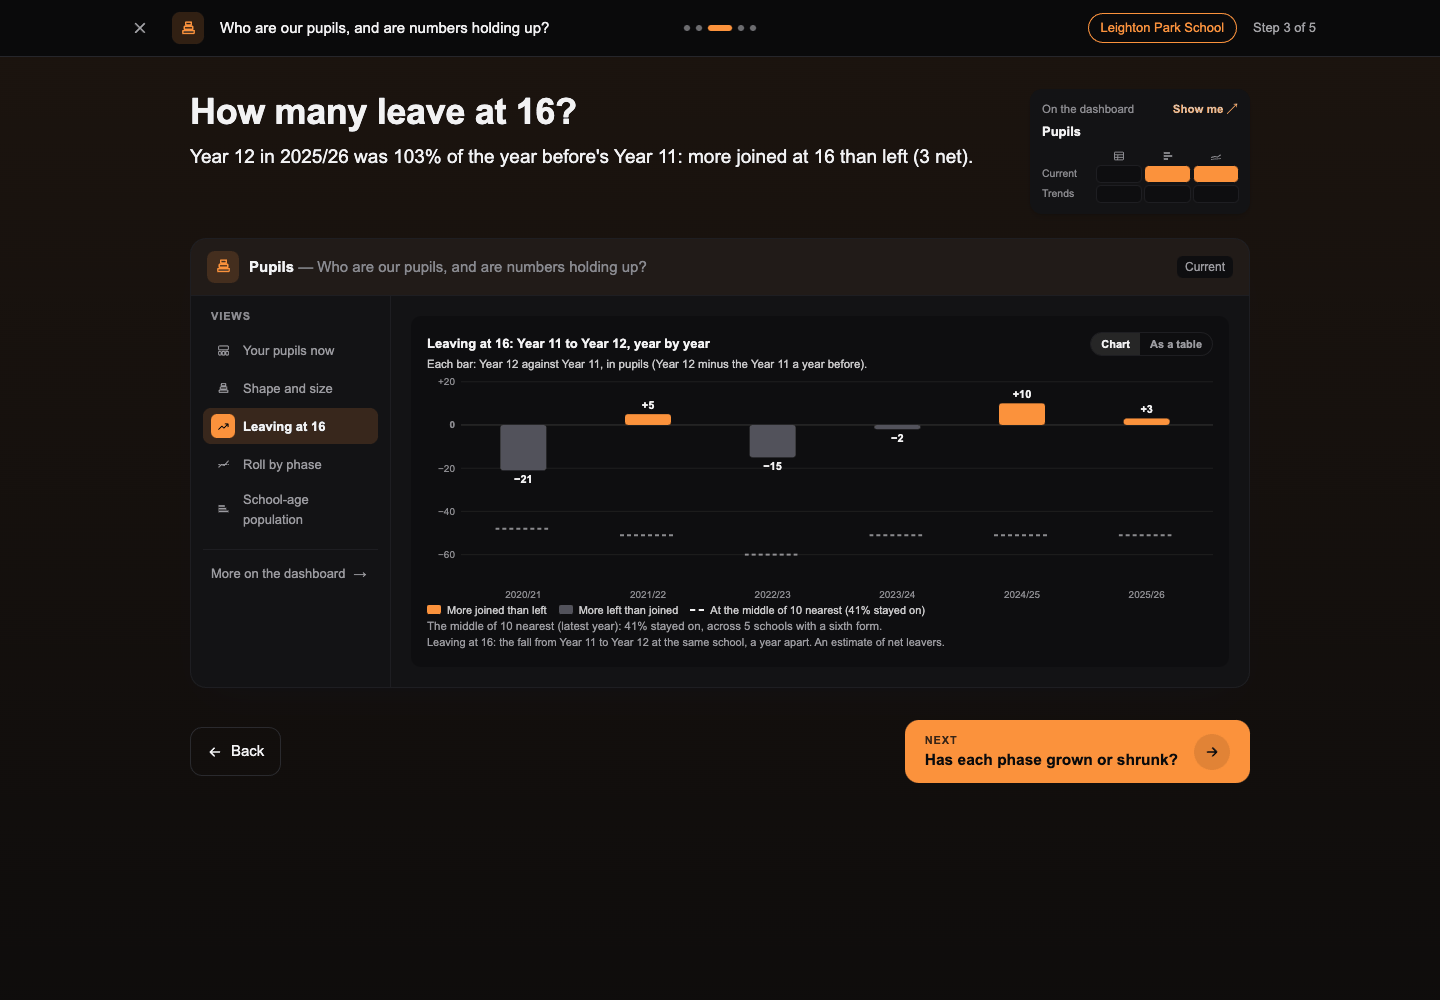 Who are our pupils, and are numbers holding up?
Leighton Park School
Step 3 of 5
How many leave at 16?
Year 12 in 2025/26 was 103% of the year before's Year 11: more joined at 16 than left (3 net).
On the dashboard
Show me
Pupils
Current
Trends
Pupils — Who are our pupils, and are numbers holding up?
Current
VIEWS
Your pupils now
Shape and size
Leaving at 16
Roll by phase
School-age
population
More on the dashboard →
Leaving at 16: Year 11 to Year 12, year by year
Chart
As a table
Each bar: Year 12 against Year 11, in pupils (Year 12 minus the Year 11 a year before).
+20
0
−20
−40
−60
−21
+5
−15
−2
+10
+3
2020/21
2021/22
2022/23
2023/24
2024/25
2025/26
More joined than left
More left than joined
At the middle of 10 nearest (41% stayed on)
The middle of 10 nearest (latest year): 41% stayed on, across 5 schools with a sixth form.
Leaving at 16: the fall from Year 11 to Year 12 at the same school, a year apart. An estimate of net leavers.
← Back
NEXT
Has each phase grown or shrunk?